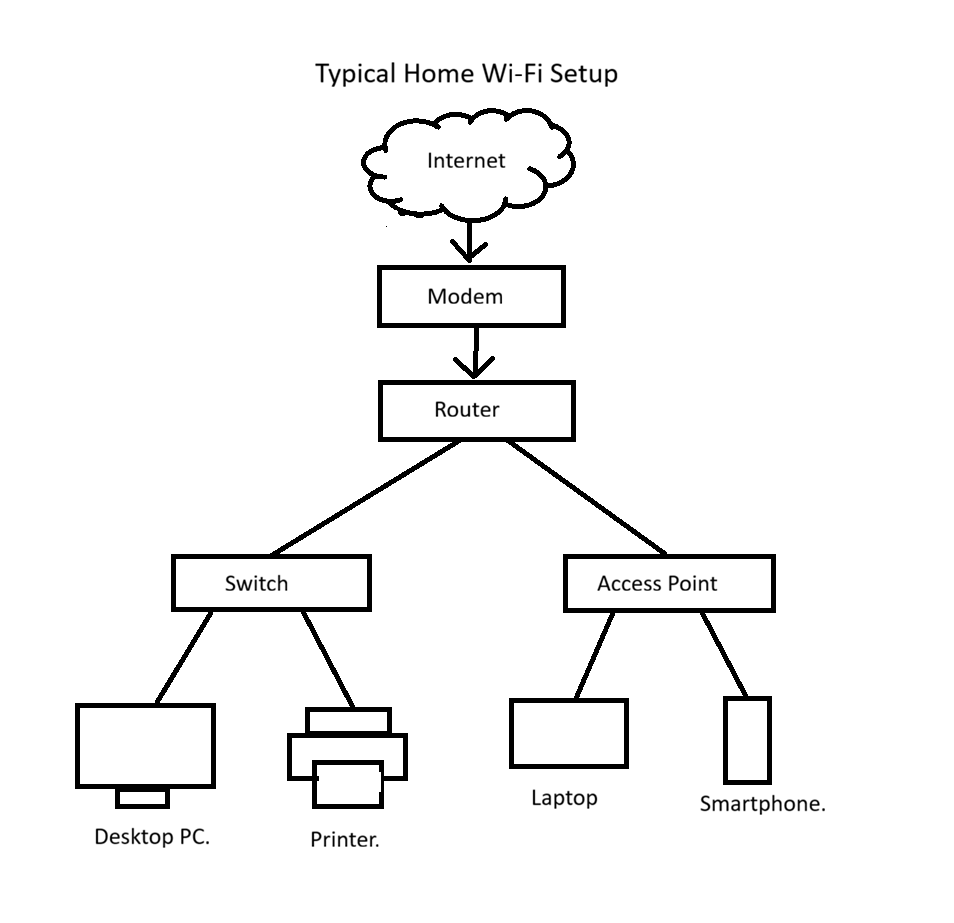 Typical Home Wi-Fi Setup
Internet
Modem
Router
Switch
Access Point
Desktop PC.
Printer.
Laptop
Smartphone.